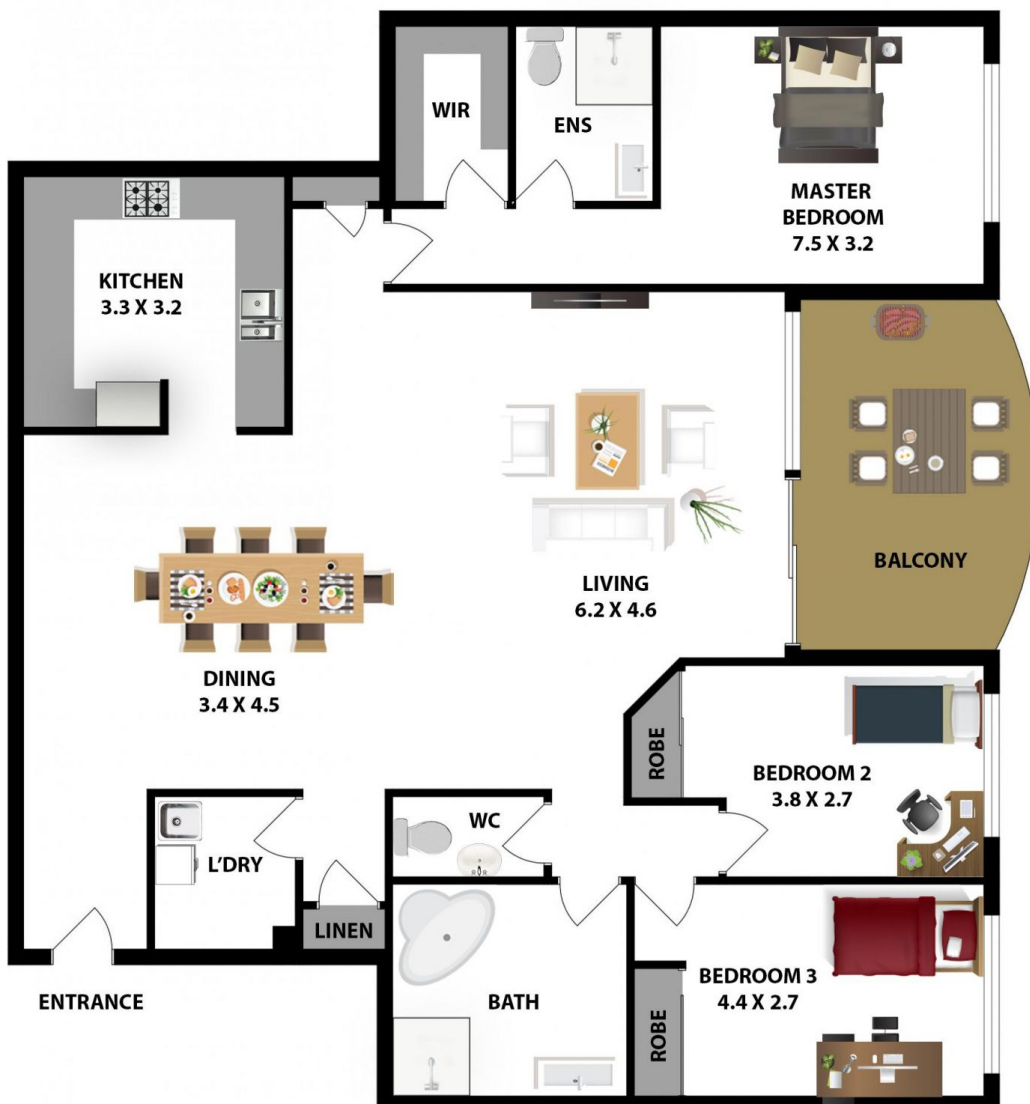 WIR
ENS
MASTER
BEDROOM
7.5 X 3.2
KITCHEN
3.3 X 3.2
BALCONY
LIVING
6.2 X 4.6
DINING
3.4 X 4.5
ROBE
BEDROOM 2
3.8 X 2.7
WC
L'DRY
LINEN
ENTRANCE
BATH
BEDROOM 3
4.4 X 2.7
ROBE